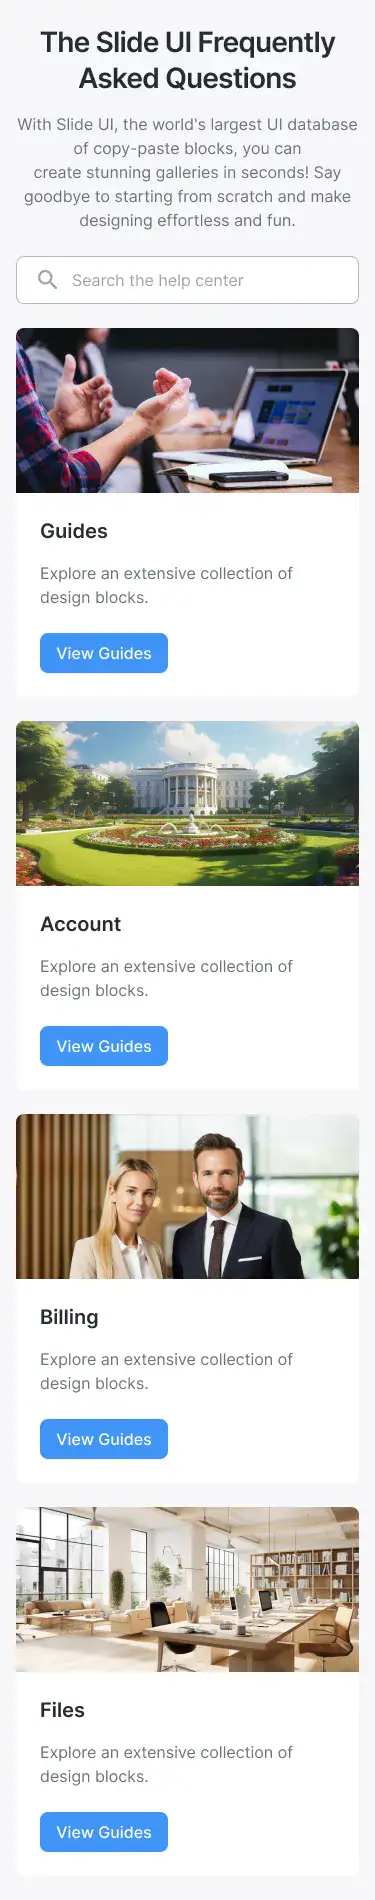 The Slide UI Frequently
Asked Questions
With Slide UI, the world's largest UI database
of copy-paste blocks, you can
create stunning galleries in seconds! Say
goodbye to starting from scratch and make
designing effortless and fun.
Search the help center
Guides
Explore an extensive collection of
design blocks.
View Guides
Account
Explore an extensive collection of
design blocks.
View Guides
Billing
Explore an extensive collection of
design blocks.
View Guides
Files
Explore an extensive collection of
design blocks.
View Guides